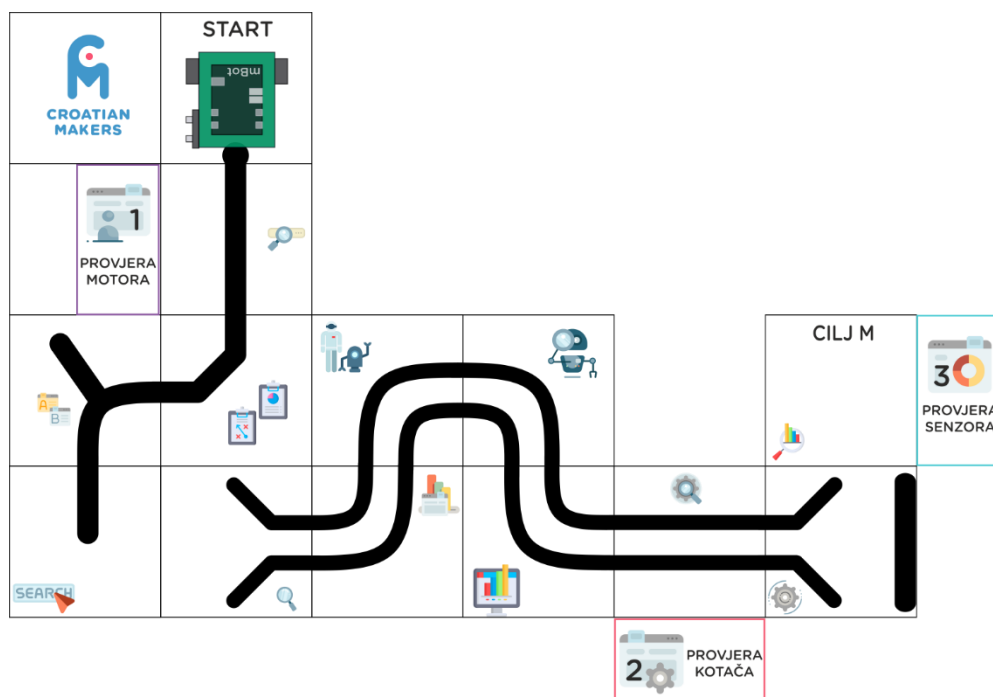 START
mBot
CROATIAN
MAKERS
1
PROVJERA
MOTORA
CILJ M
3
PROVJERA
SENZORA
A
B
SEARCH
2
PROVJERA
KOTAČA